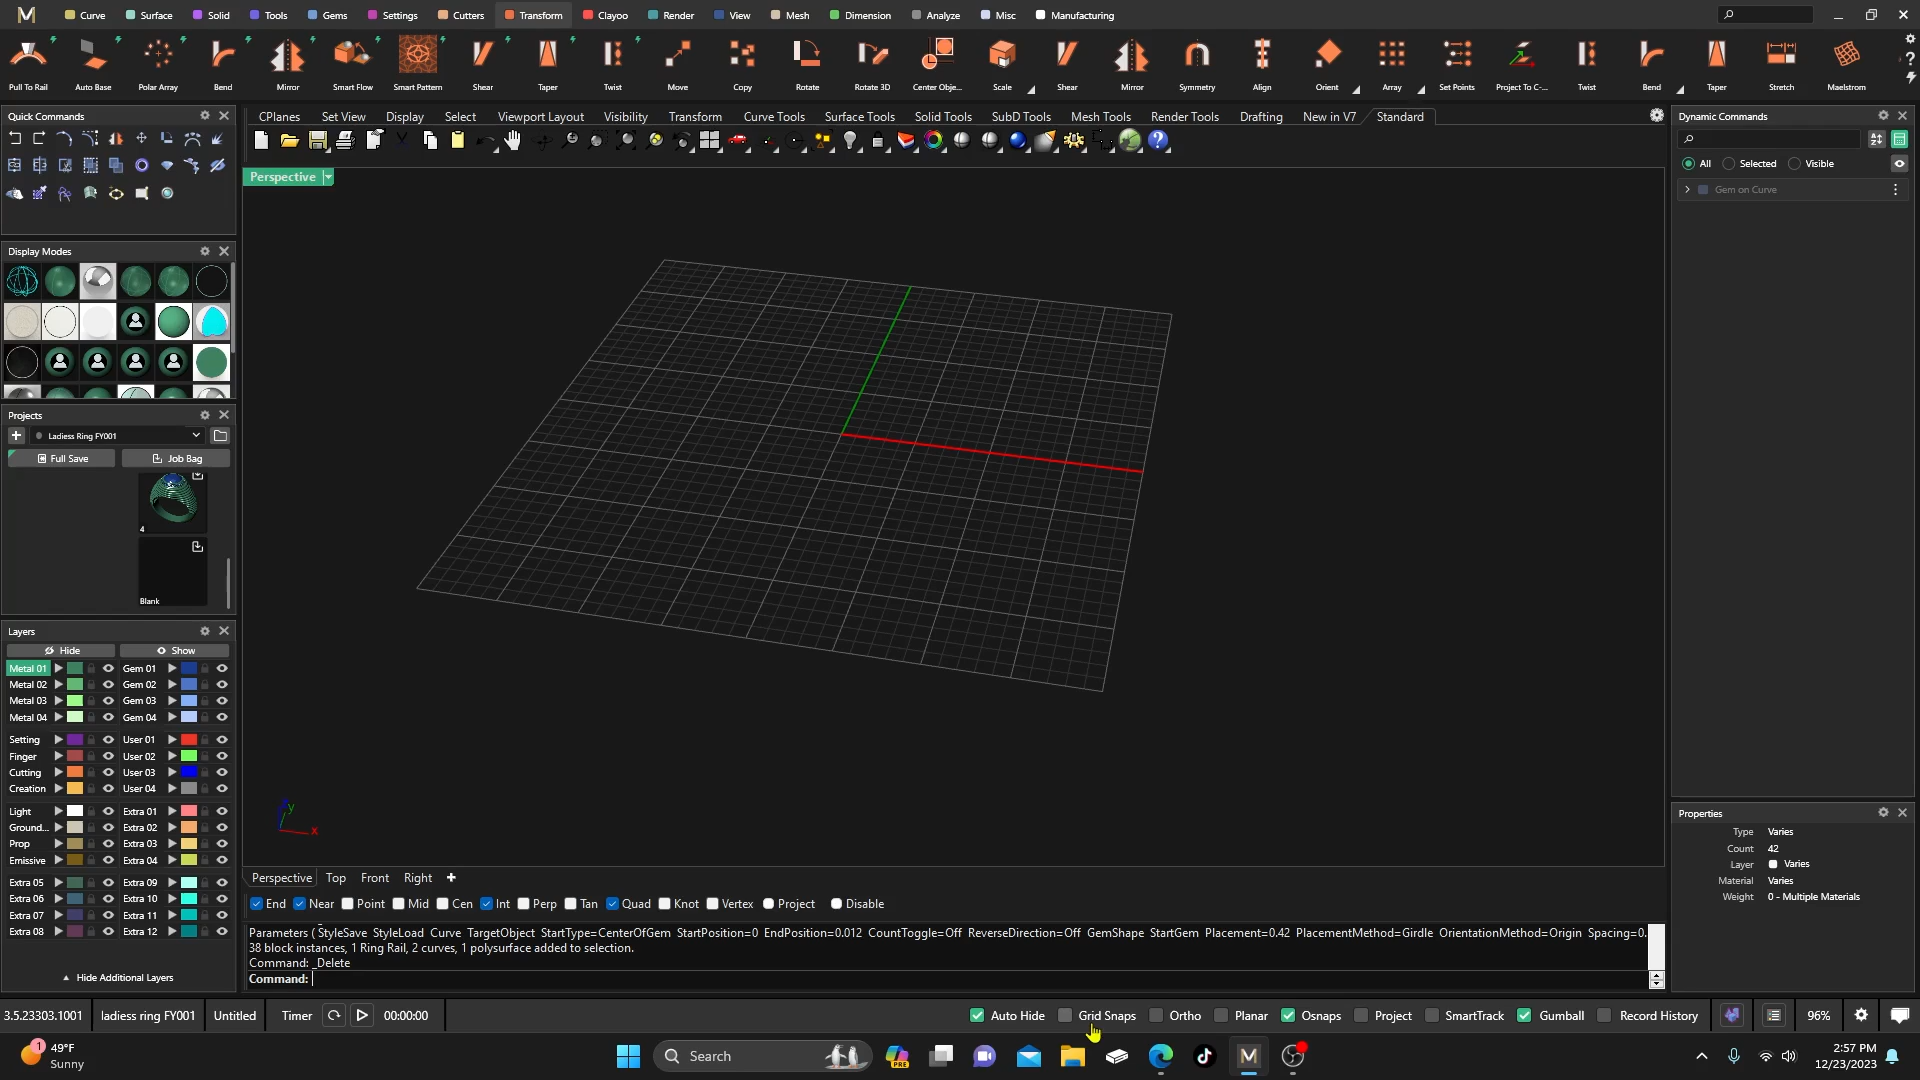 Curve Surface Solid Tools Gems Settings Cutters Transform Clayoo Render View Mesh Dimension Analyze Misc Manufacturing
Pull To Rail Auto Base Polar Array Bend Mirror Smart Flow Smart Pattern Shear Taper Twist Move Copy Rotate Rotate 3D Center Obje... Scale Shear Mirror Symmetry Align Orient Array Set Points Project To C-... Twist Bend Taper Stretch Maelstrom
Quick Commands
CPlanes Set View Display Select Viewport Layout Visibility Transform Curve Tools Surface Tools Solid Tools SubD Tools Mesh Tools Render Tools Drafting New in V7 Standard
Dynamic Commands
All Selected Visible
Gem on Curve
Perspective
Display Modes
Projects
Ladiess Ring FY001
Full Save Job Bag
4
Blank
Layers
Hide Show
Metal 01 Gem 01
Metal 02 Gem 02
Metal 03 Gem 03
Metal 04 Gem 04
Setting User 01
Finger User 02
Cutting User 03
Creation User 04
Light Extra 01
Ground... Extra 02
Prop Extra 03
Emissive Extra 04
Extra 05 Extra 09
Extra 06 Extra 10
Extra 07 Extra 11
Extra 08 Extra 12
Hide Additional Layers
y
x
Perspective Top Front Right
End Near Point Mid Cen Int Perp Tan Quad Knot Vertex Project Disable
Parameters ( StyleSave StyleLoad Curve TargetObject StartType=CenterOfGem StartPosition=0 EndPosition=0.012 CountToggle=Off ReverseDirection=Off GemShape StartGem Placement=0.42 PlacementMethod=Girdle OrientationMethod=Origin Spacing=0.
38 block instances, 1 Ring Rail, 2 curves, 1 polysurface added to selection.
Command: _Delete
Command:
Properties
Type Varies
Count 42
Layer Varies
Material Varies
Weight 0 - Multiple Materials
3.5.23303.1001 ladiess ring FY001 Untitled Timer 00:00:00 Auto Hide Grid Snaps Ortho Planar Osnaps Project SmartTrack Gumball Record History 96%
1
49°F
Sunny
Search
PRE
2:57 PM
12/23/2023